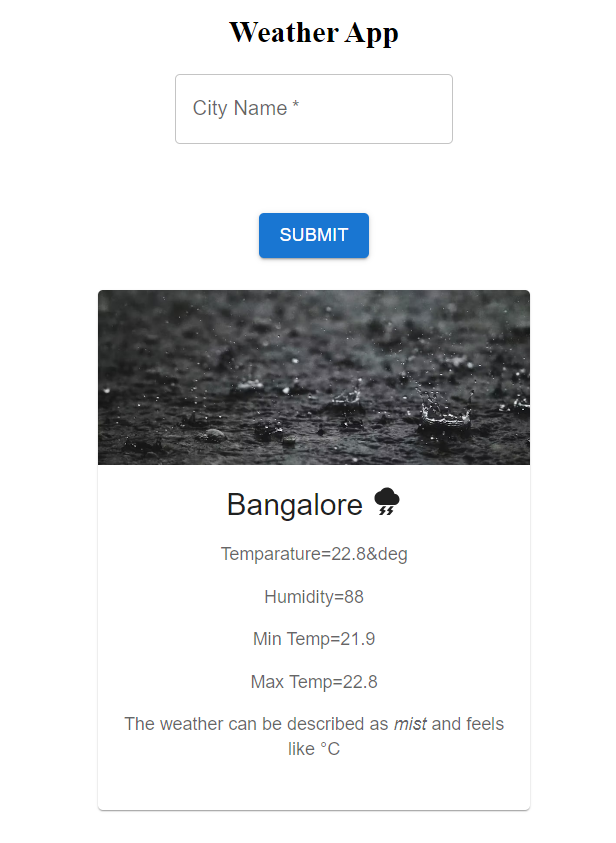 Weather App
City Name *
SUBMIT
Bangalore
Temparature=22.8&deg
Humidity=88
Min Temp=21.9
Max Temp=22.8
The weather can be described as mist and feels
like °C